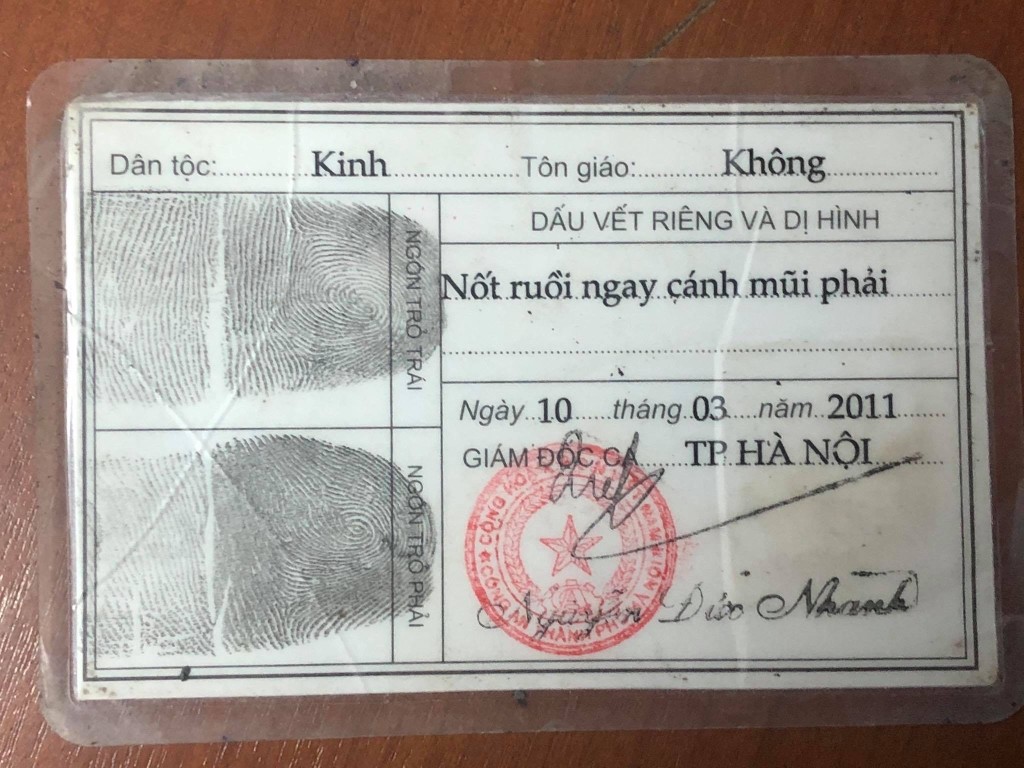 Dân tộc: Kinh Tôn giáo: Không
NGÓN TRỎ TRÁI
DẤU VẾT RIÊNG VÀ DỊ HÌNH
Nốt ruồi ngay cánh mũi phải
NGÓN TRỎ PHẢI
Ngày 10 tháng 03 năm 2011
GIÁM ĐỐC CA TP HÀ NỘI
Nguyễn Đức Nhanh